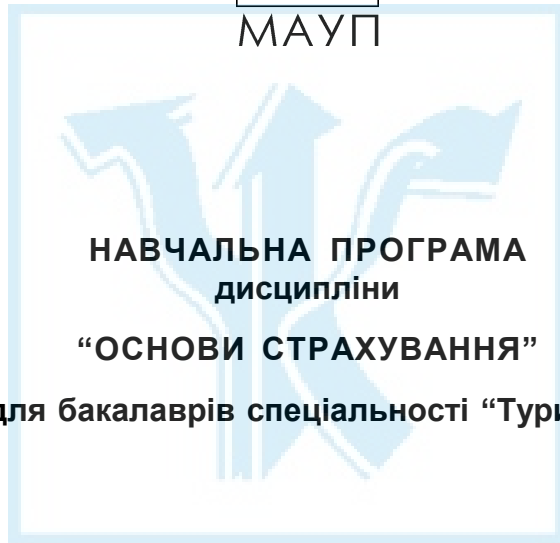 МАУП
НАВЧАЛЬНА ПРОГРАМА
дисципліни
“ОСНОВИ СТРАХУВАННЯ”
для бакалаврів спеціальності “Тури